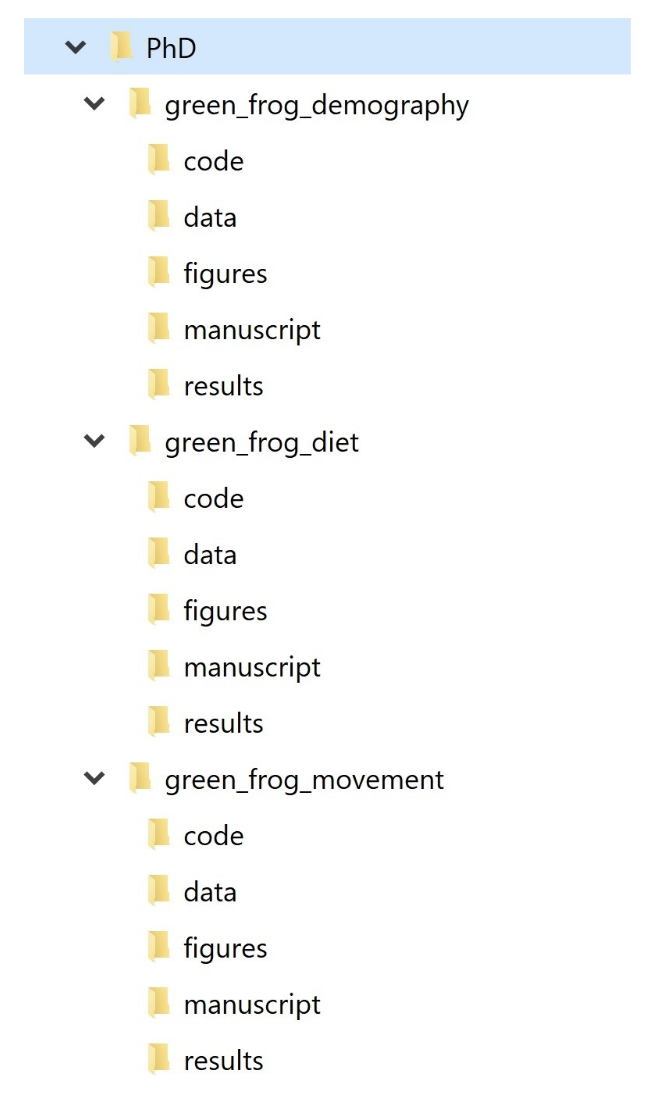 PhD
green_frog_demography
code
data
figures
manuscript
results
green_frog_diet
code
data
figures
manuscript
results
green_frog_movement
code
data
figures
manuscript
results